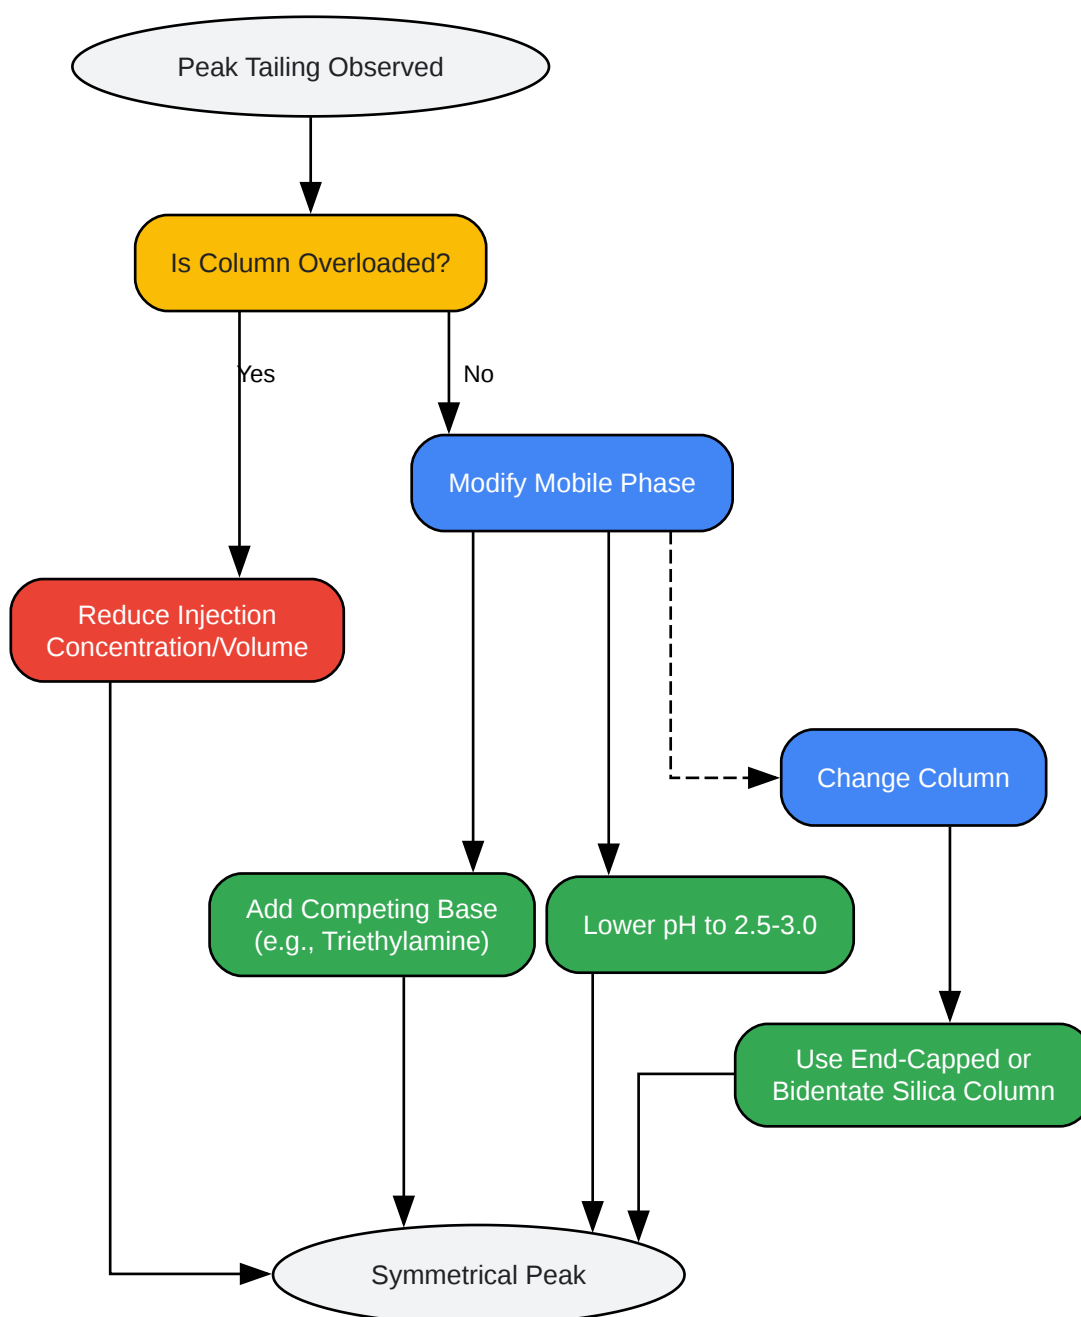 Peak Tailing Observed
Is Column Overloaded?
Yes
No
Modify Mobile Phase
Reduce Injection
Concentration/Volume
Change Column
Add Competing Base
(e.g., Triethylamine)
Lower pH to 2.5-3.0
Use End-Capped or
Bidentate Silica Column
Symmetrical Peak